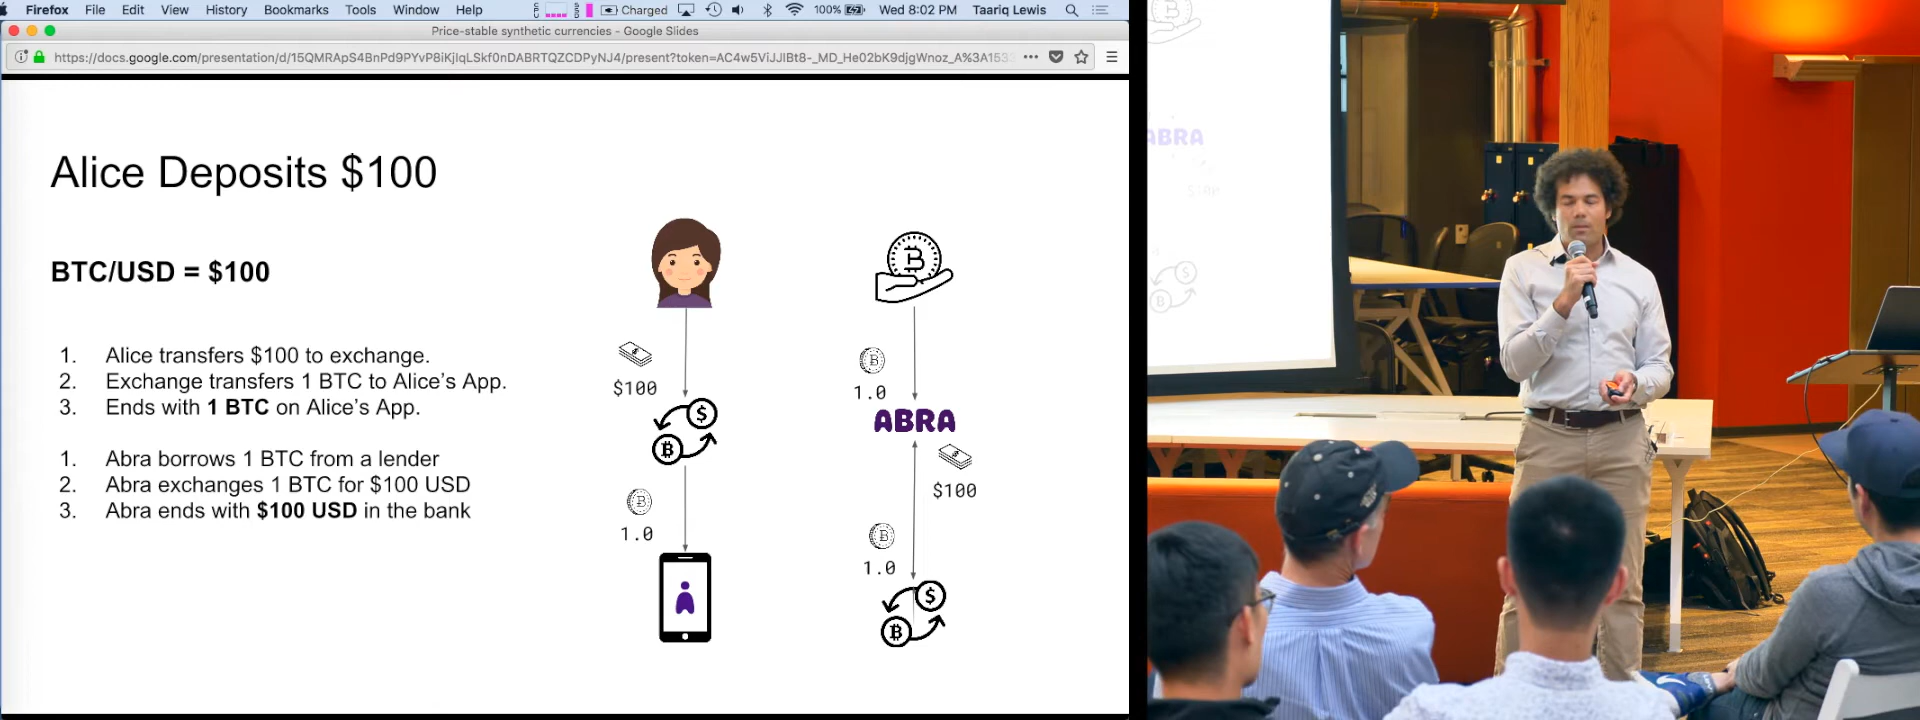 Firefox File Edit View History Bookmarks Tools Window Help Charged 100% Wed 8:02 PM Taariq Lewis
Price-stable synthetic currencies - Google Slides
Alice Deposits $100
BTC/USD = $100
1. Alice transfers $100 to exchange.
2. Exchange transfers 1 BTC to Alice's App.
3. Ends with 1 BTC on Alice's App.
1. Abra borrows 1 BTC from a lender
2. Abra exchanges 1 BTC for $100 USD
3. Abra ends with $100 USD in the bank
$100
1.0
1.0
ABRA
$100
1.0
ABRA